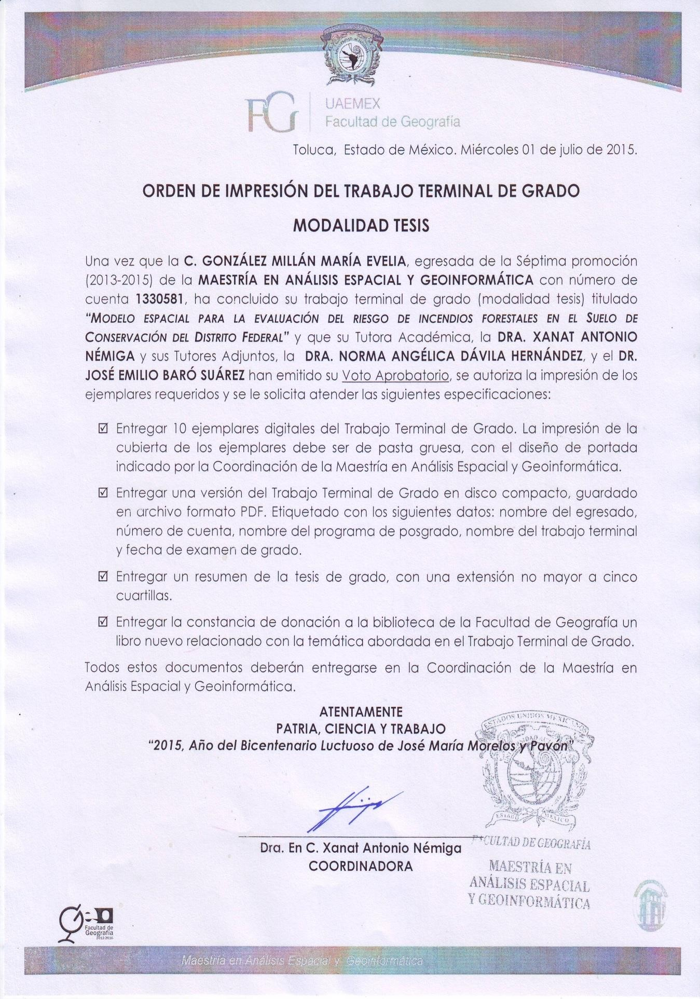 ESTADOS UNIDOS MEXICANOS
FG
UAEMEX
Facultad de Geografía
Toluca, Estado de México. Miércoles 01 de julio de 2015.
ORDEN DE IMPRESIÓN DEL TRABAJO TERMINAL DE GRADO
MODALIDAD TESIS
Una vez que la C. GONZÁLEZ MILLÁN MARÍA EVELIA, egresada de la Séptima promoción
(2013-2015) de la MAESTRÍA EN ANÁLISIS ESPACIAL Y GEOINFORMÁTICA con número de
cuenta 1330581, ha concluido su trabajo terminal de grado (modalidad tesis) titulado
“MODELO ESPACIAL PARA LA EVALUACIÓN DEL RIESGO DE INCENDIOS FORESTALES EN EL SUELO DE
CONSERVACIÓN DEL DISTRITO FEDERAL” y que su Tutora Académica, la DRA. XANAT ANTONIO
NÉMIGA y sus Tutores Adjuntos, la DRA. NORMA ANGÉLICA DÁVILA HERNÁNDEZ, y el DR.
JOSÉ EMILIO BARÓ SUÁREZ han emitido su Voto Aprobatorio, se autoriza la impresión de los
ejemplares requeridos y se le solicita atender las siguientes especificaciones:
☑ Entregar 10 ejemplares digitales del Trabajo Terminal de Grado. La impresión de la
cubierta de los ejemplares debe ser de pasta gruesa, con el diseño de portada
indicado por la Coordinación de la Maestría en Análisis Espacial y Geoinformática.
☑ Entregar una versión del Trabajo Terminal de Grado en disco compacto, guardado
en archivo formato PDF. Etiquetado con los siguientes datos: nombre del egresado,
número de cuenta, nombre del programa de posgrado, nombre del trabajo terminal
y fecha de examen de grado.
☑ Entregar un resumen de la tesis de grado, con una extensión no mayor a cinco
cuartillas.
☑ Entregar la constancia de donación a la biblioteca de la Facultad de Geografía un
libro nuevo relacionado con la temática abordada en el Trabajo Terminal de Grado.
Todos estos documentos deberán entregarse en la Coordinación de la Maestría en
Análisis Espacial y Geoinformática.
ATENTAMENTE
PATRIA, CIENCIA Y TRABAJO
“2015, Año del Bicentenario Luctuoso de José María Morelos y Pavón”
ESTADOS UNIDOS MEXICANOS
ESTADO MEXICO
Dra. En C. Xanat Antonio Némiga
COORDINADORA
FACULTAD DE GEOGRAFÍA
MAESTRÍA EN
ANÁLISIS ESPACIAL
Y GEOINFORMÁTICA
Facultad de
Geografía
2012-2016
Maestría en Análisis Espacial y Geoinformática